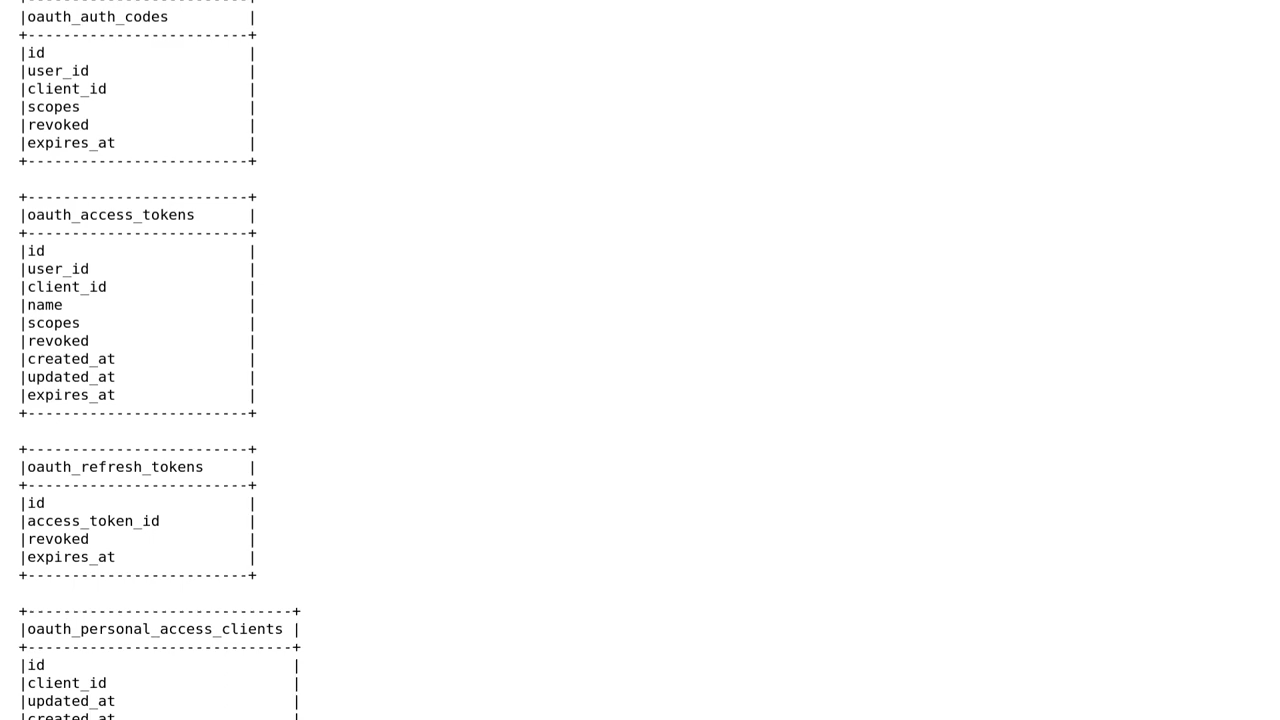 +-------------------------+
|oauth_auth_codes         |
+-------------------------+
|id                       |
|user_id                  |
|client_id                |
|scopes                   |
|revoked                  |
|expires_at               |
+-------------------------+

+-------------------------+
|oauth_access_tokens      |
+-------------------------+
|id                       |
|user_id                  |
|client_id                |
|name                     |
|scopes                   |
|revoked                  |
|created_at               |
|updated_at               |
|expires_at               |
+-------------------------+

+-------------------------+
|oauth_refresh_tokens     |
+-------------------------+
|id                       |
|access_token_id          |
|revoked                  |
|expires_at               |
+-------------------------+

+------------------------------+
|oauth_personal_access_clients |
+------------------------------+
|id                            |
|client_id                     |
|updated_at                    |
|created_at                    |